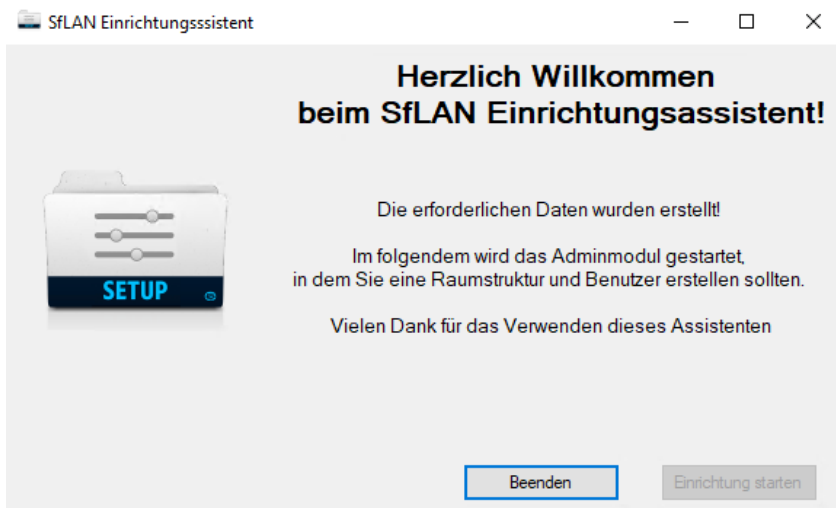 SfLAN Einrichtungsssistent
Herzlich Willkommen
beim SfLAN Einrichtungsassistent!
Die erforderlichen Daten wurden erstellt!
Im folgendem wird das Adminmodul gestartet,
in dem Sie eine Raumstruktur und Benutzer erstellen sollten.
Vielen Dank für das Verwenden dieses Assistenten
SETUP
Beenden
Einrichtung starten